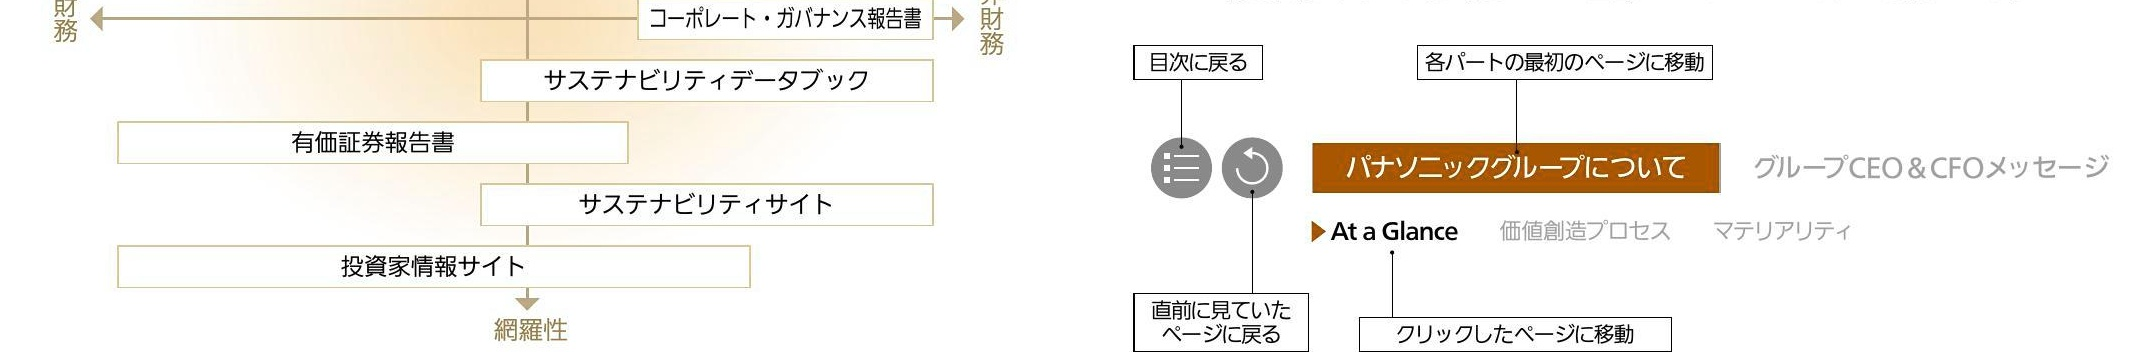 財務
コーポレート・ガバナンス報告書
財務
サステナビリティデータブック
有価証券報告書
サステナビリティサイト
投資家情報サイト
網羅性
目次に戻る
各パートの最初のページに移動
パナソニックグループについて
グループCEO＆CFOメッセージ
At a Glance
価値創造プロセス
マテリアリティ
直前に見ていた
ページに戻る
クリックしたページに移動